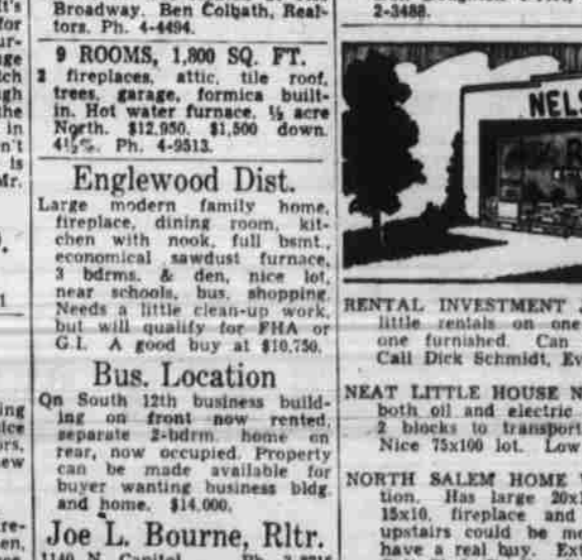 Broadway, Ben Colbath, Real-
tors. Ph. 4-4494.
9 ROOMS, 1,800 SQ. FT.
2 fireplaces, attic, tile roof,
trees, garage, formica built-
in. Hot water furnace, ½ acre
North. $12,950. $1,500 down.
4½%. Ph. 4-9513.
Englewood Dist.
Large modern family home,
fireplace, dining room, kit-
chen with nook, full bsmt.,
economical sawdust furnace,
3 bdrms. & den, nice lot,
near schools, bus, shopping.
Needs a little clean-up work,
but will qualify for FHA or
G.I. A good buy at $10,750.
Bus. Location
On South 12th business build-
ing on front now rented,
separate 2-bdrm. home on
rear, now occupied. Property
can be made available for
buyer wanting business bldg.
and home. $14,000.
Joe L. Bourne, Rltr.
1140 N. Capitol
2-3488.
NELS
RENTAL INVESTMENT
little rentals on one
one furnished. Can
Call Dick Schmidt, Ev
NEAT LITTLE HOUSE N
both oil and electric
2 blocks to transport
Nice 75x100 lot. Low
NORTH SALEM HOME
tion. Has large 20x1
15x10, fireplace and
upstairs could be m
have a real buy. F